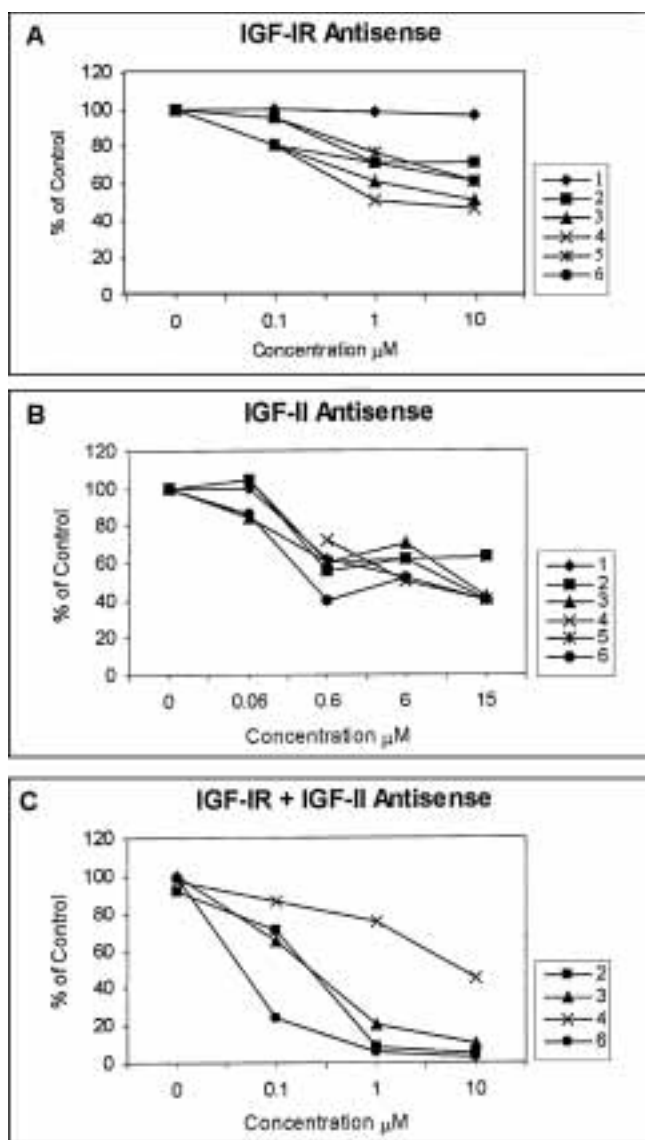 A
IGF-IR Antisense
120
100
80
60
40
20
0
% of Control
0 0.1 1 10
Concentration µM
1
2
3
4
5
6
B
IGF-II Antisense
120
100
80
60
40
20
0
% of Control
0 0.06 0.6 6 15
Concentration µM
1
2
3
4
5
6
C
IGF-IR + IGF-II Antisense
120
100
80
60
40
20
0
% of Control
0 0.1 1 10
Concentration µM
2
3
4
6